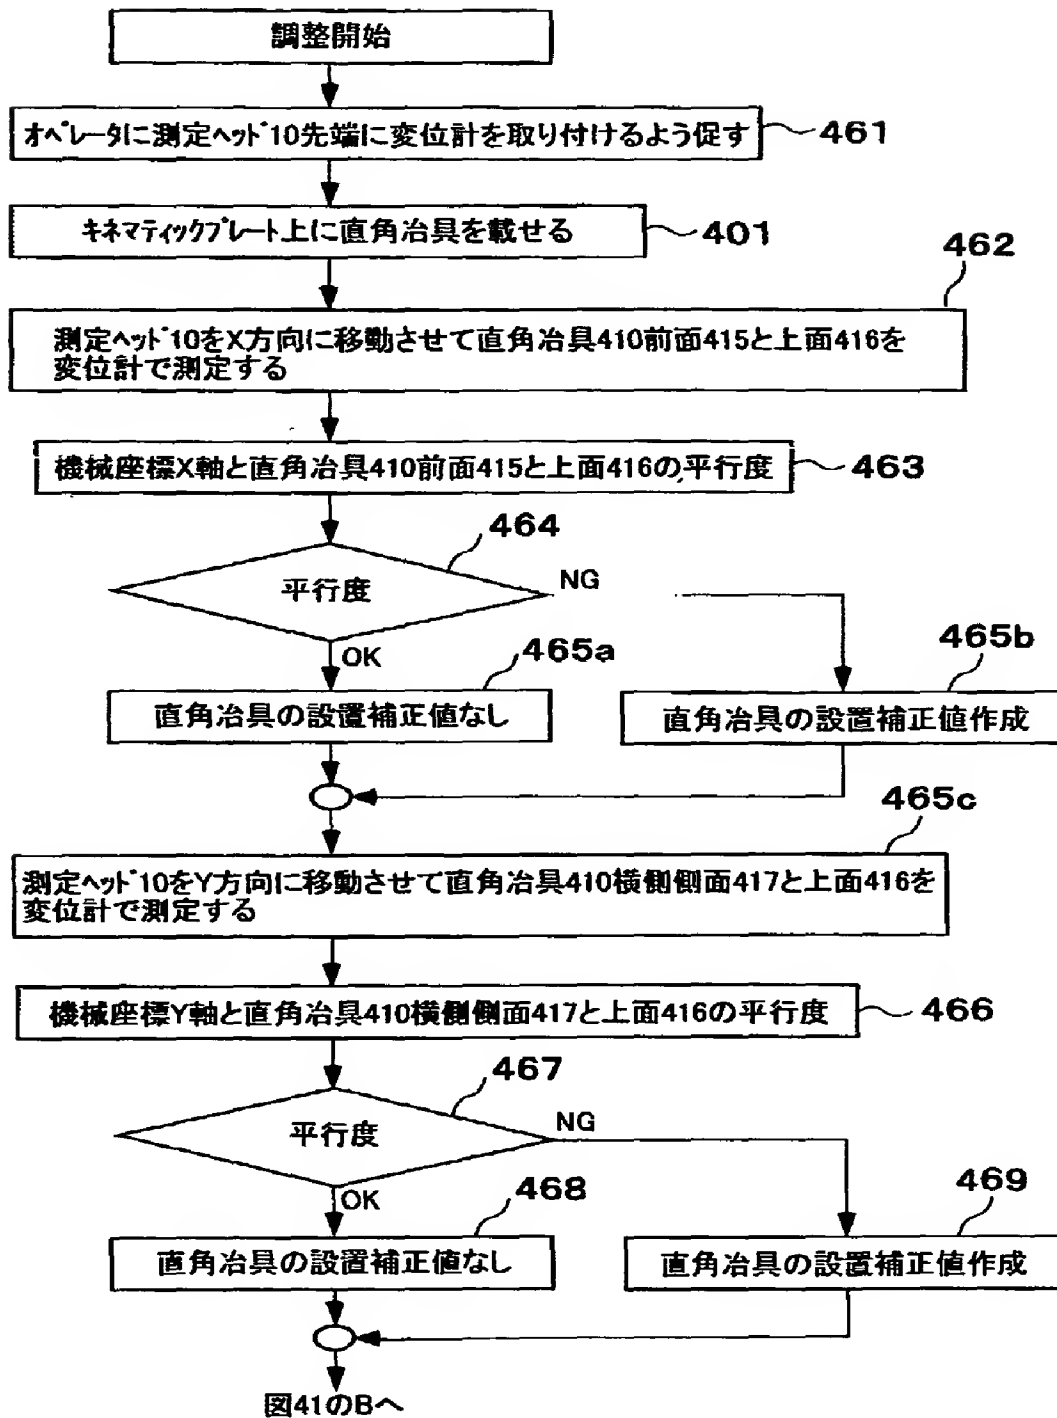 調整開始
オペレータに測定ヘッド10先端に変位計を取り付けるよう促す
461
キネマティックプレート上に直角冶具を載せる
401
462
測定ヘッド10をX方向に移動させて直角冶具410前面415と上面416を
変位計で測定する
機械座標X軸と直角冶具410前面415と上面416の平行度
463
464
平行度
NG
OK
465a
465b
直角冶具の設置補正値なし
直角冶具の設置補正値作成
465c
測定ヘッド10をY方向に移動させて直角冶具410横側側面417と上面416を
変位計で測定する
機械座標Y軸と直角冶具410横側側面417と上面416の平行度
466
467
平行度
NG
OK
468
469
直角冶具の設置補正値なし
直角冶具の設置補正値作成
図41のBへ